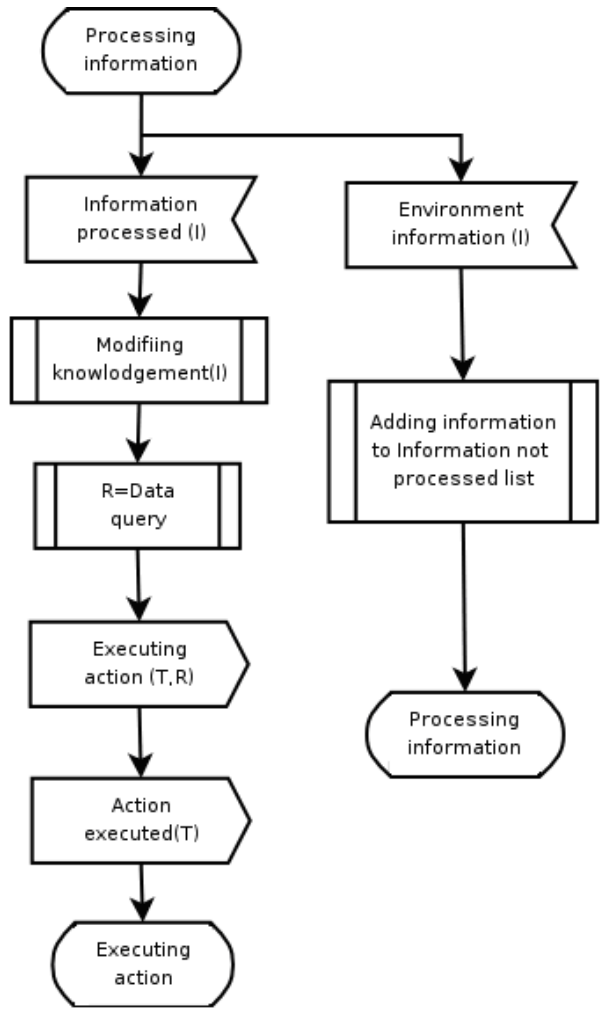 Processing
information
Information
processed (I)
Modifiing
knowlodgement(I)
R=Data
query
Executing
action (T,R)
Action
executed(T)
Executing
action
Environment
information (I)
Adding information
to Information not
processed list
Processing
information